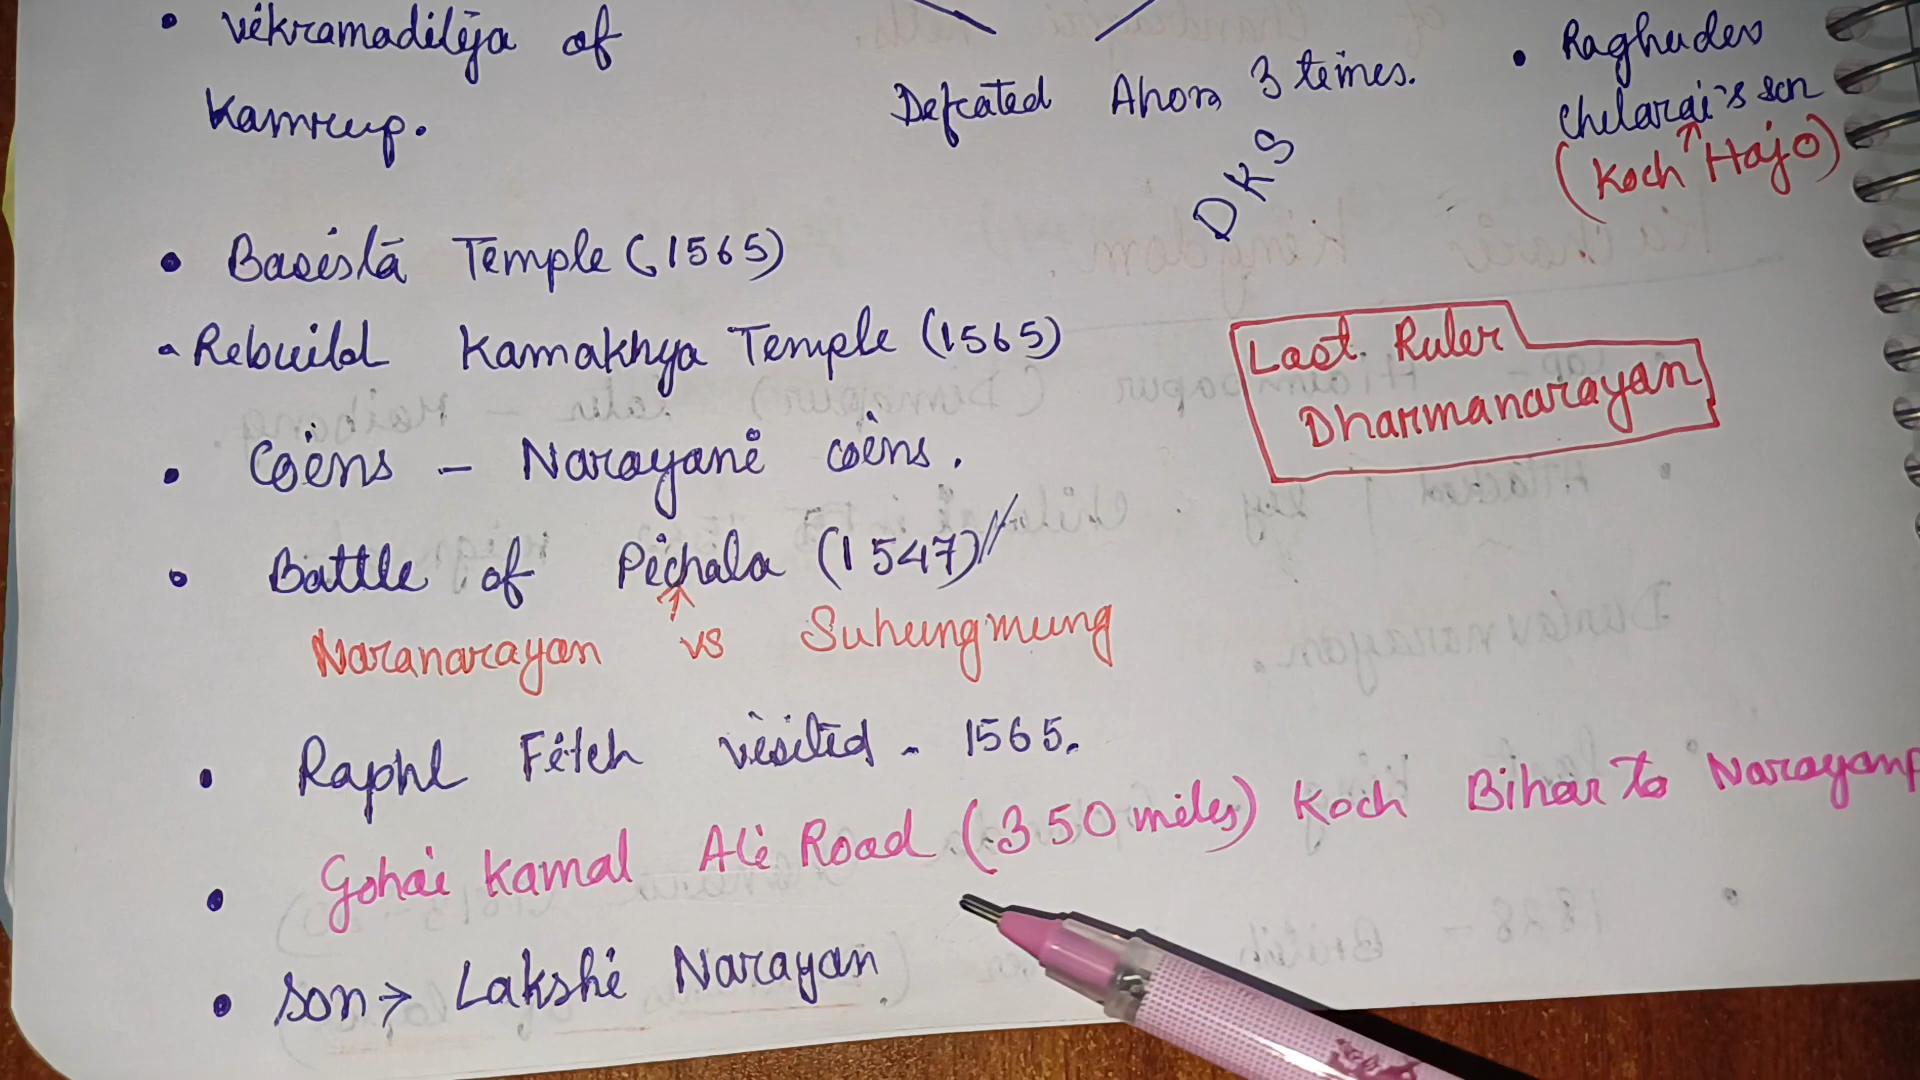 • Vikramaditya of
Kamrup.
Defeated Ahom 3 times.
DKS
• Raghudev
Chilarai's son
(Koch Hajo)
• Basistā Temple (1565)
• Rebuild Kamakhya Temple (1565)
Last Ruler
Dharmanarayan
• Coins – Narayani coins.
• Battle of Pichala (1547)//
Naranarayan vs Suhungmung
• Raphl Fitch visited - 1565.
• Gohai Kamal Ali Road (350 miles) Koch Bihar to Narayanp
• Son → Lakshi Narayan